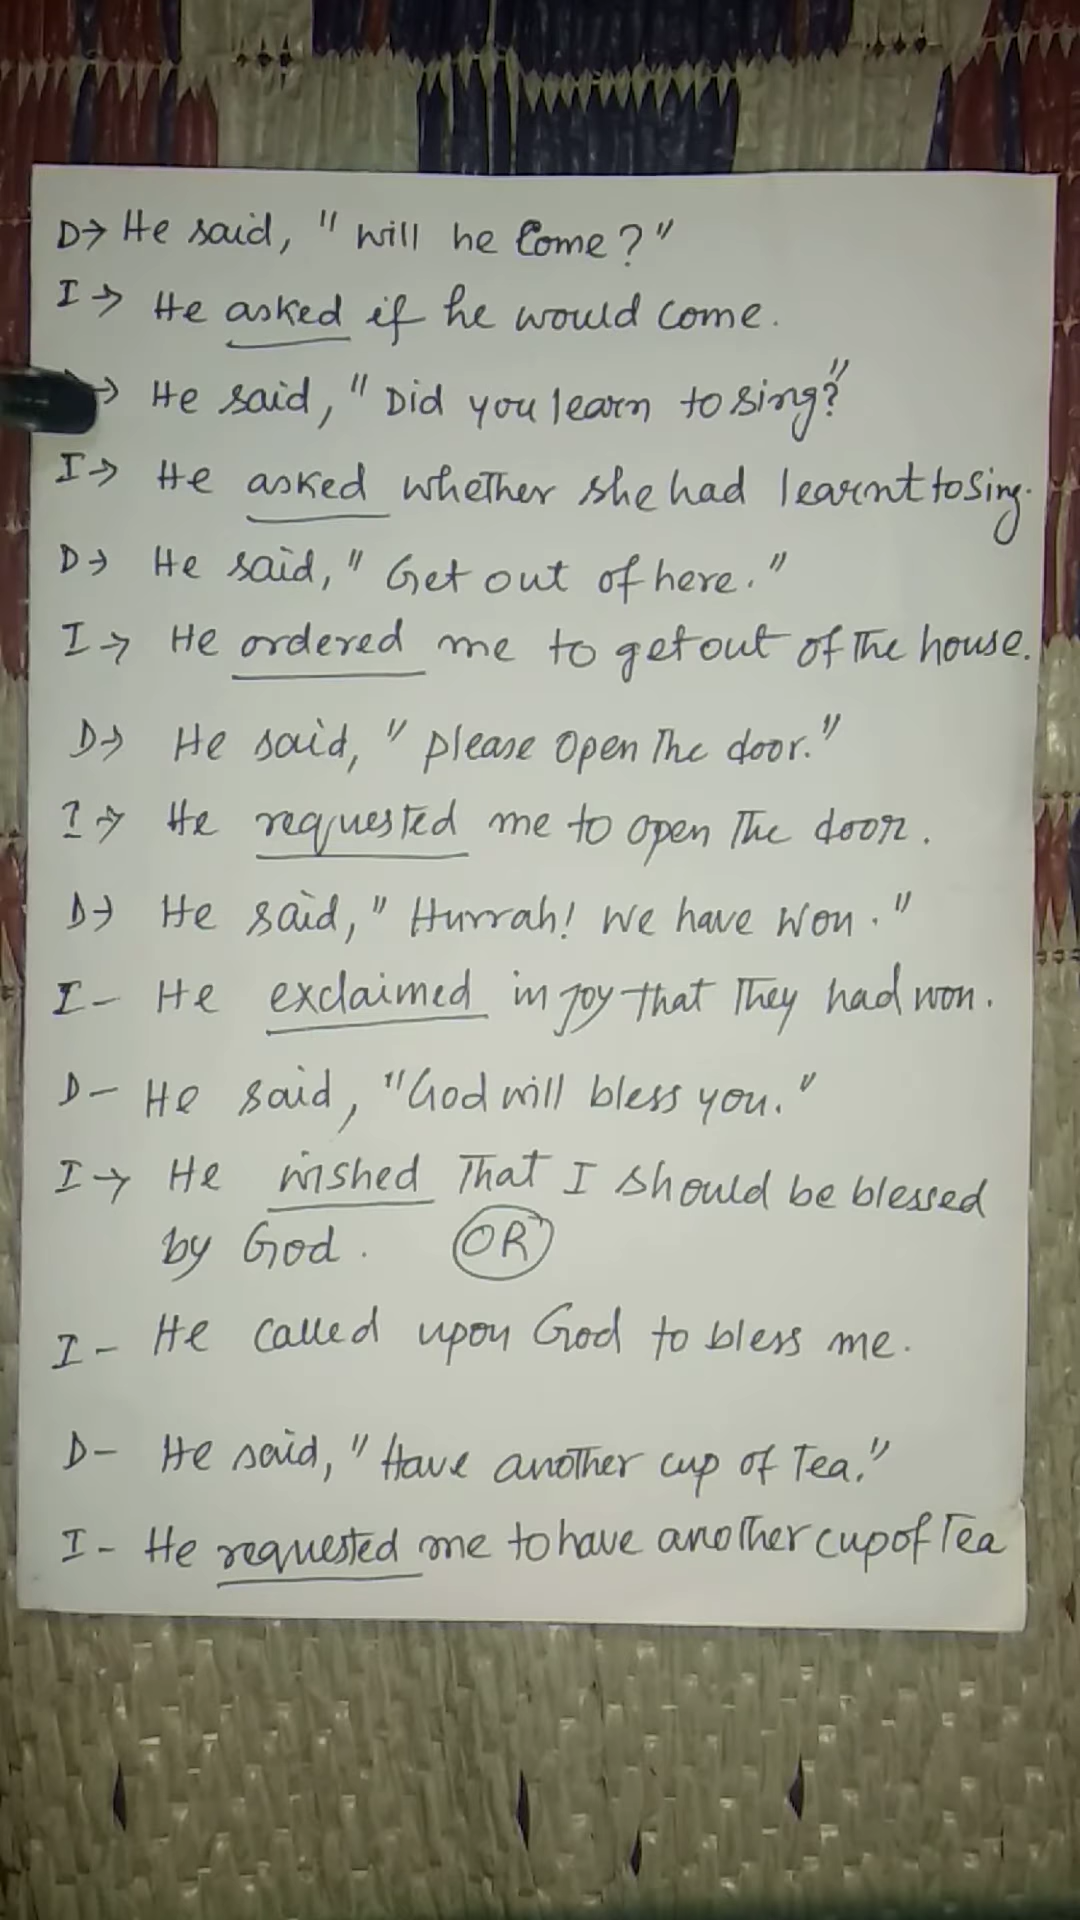 D→ He said, "will he Come?"
I→ He asked if he would come.
→ He said, "Did you learn to sing?"
I→ He asked whether she had learnt to sing.
D→ He said, "Get out of here."
I→ He ordered me to get out of The house.
D→ He said, "please open The door."
I→ He requested me to open The door.
D→ He said, "Hurrah! We have won."
I- He exclaimed in joy that They had won.
D- He said, "God will bless you."
I→ He wished That I should be blessed
by God. OR
I- He called upon God to bless me.
D- He said, "Have another cup of Tea."
I- He requested me to have another cup of Tea